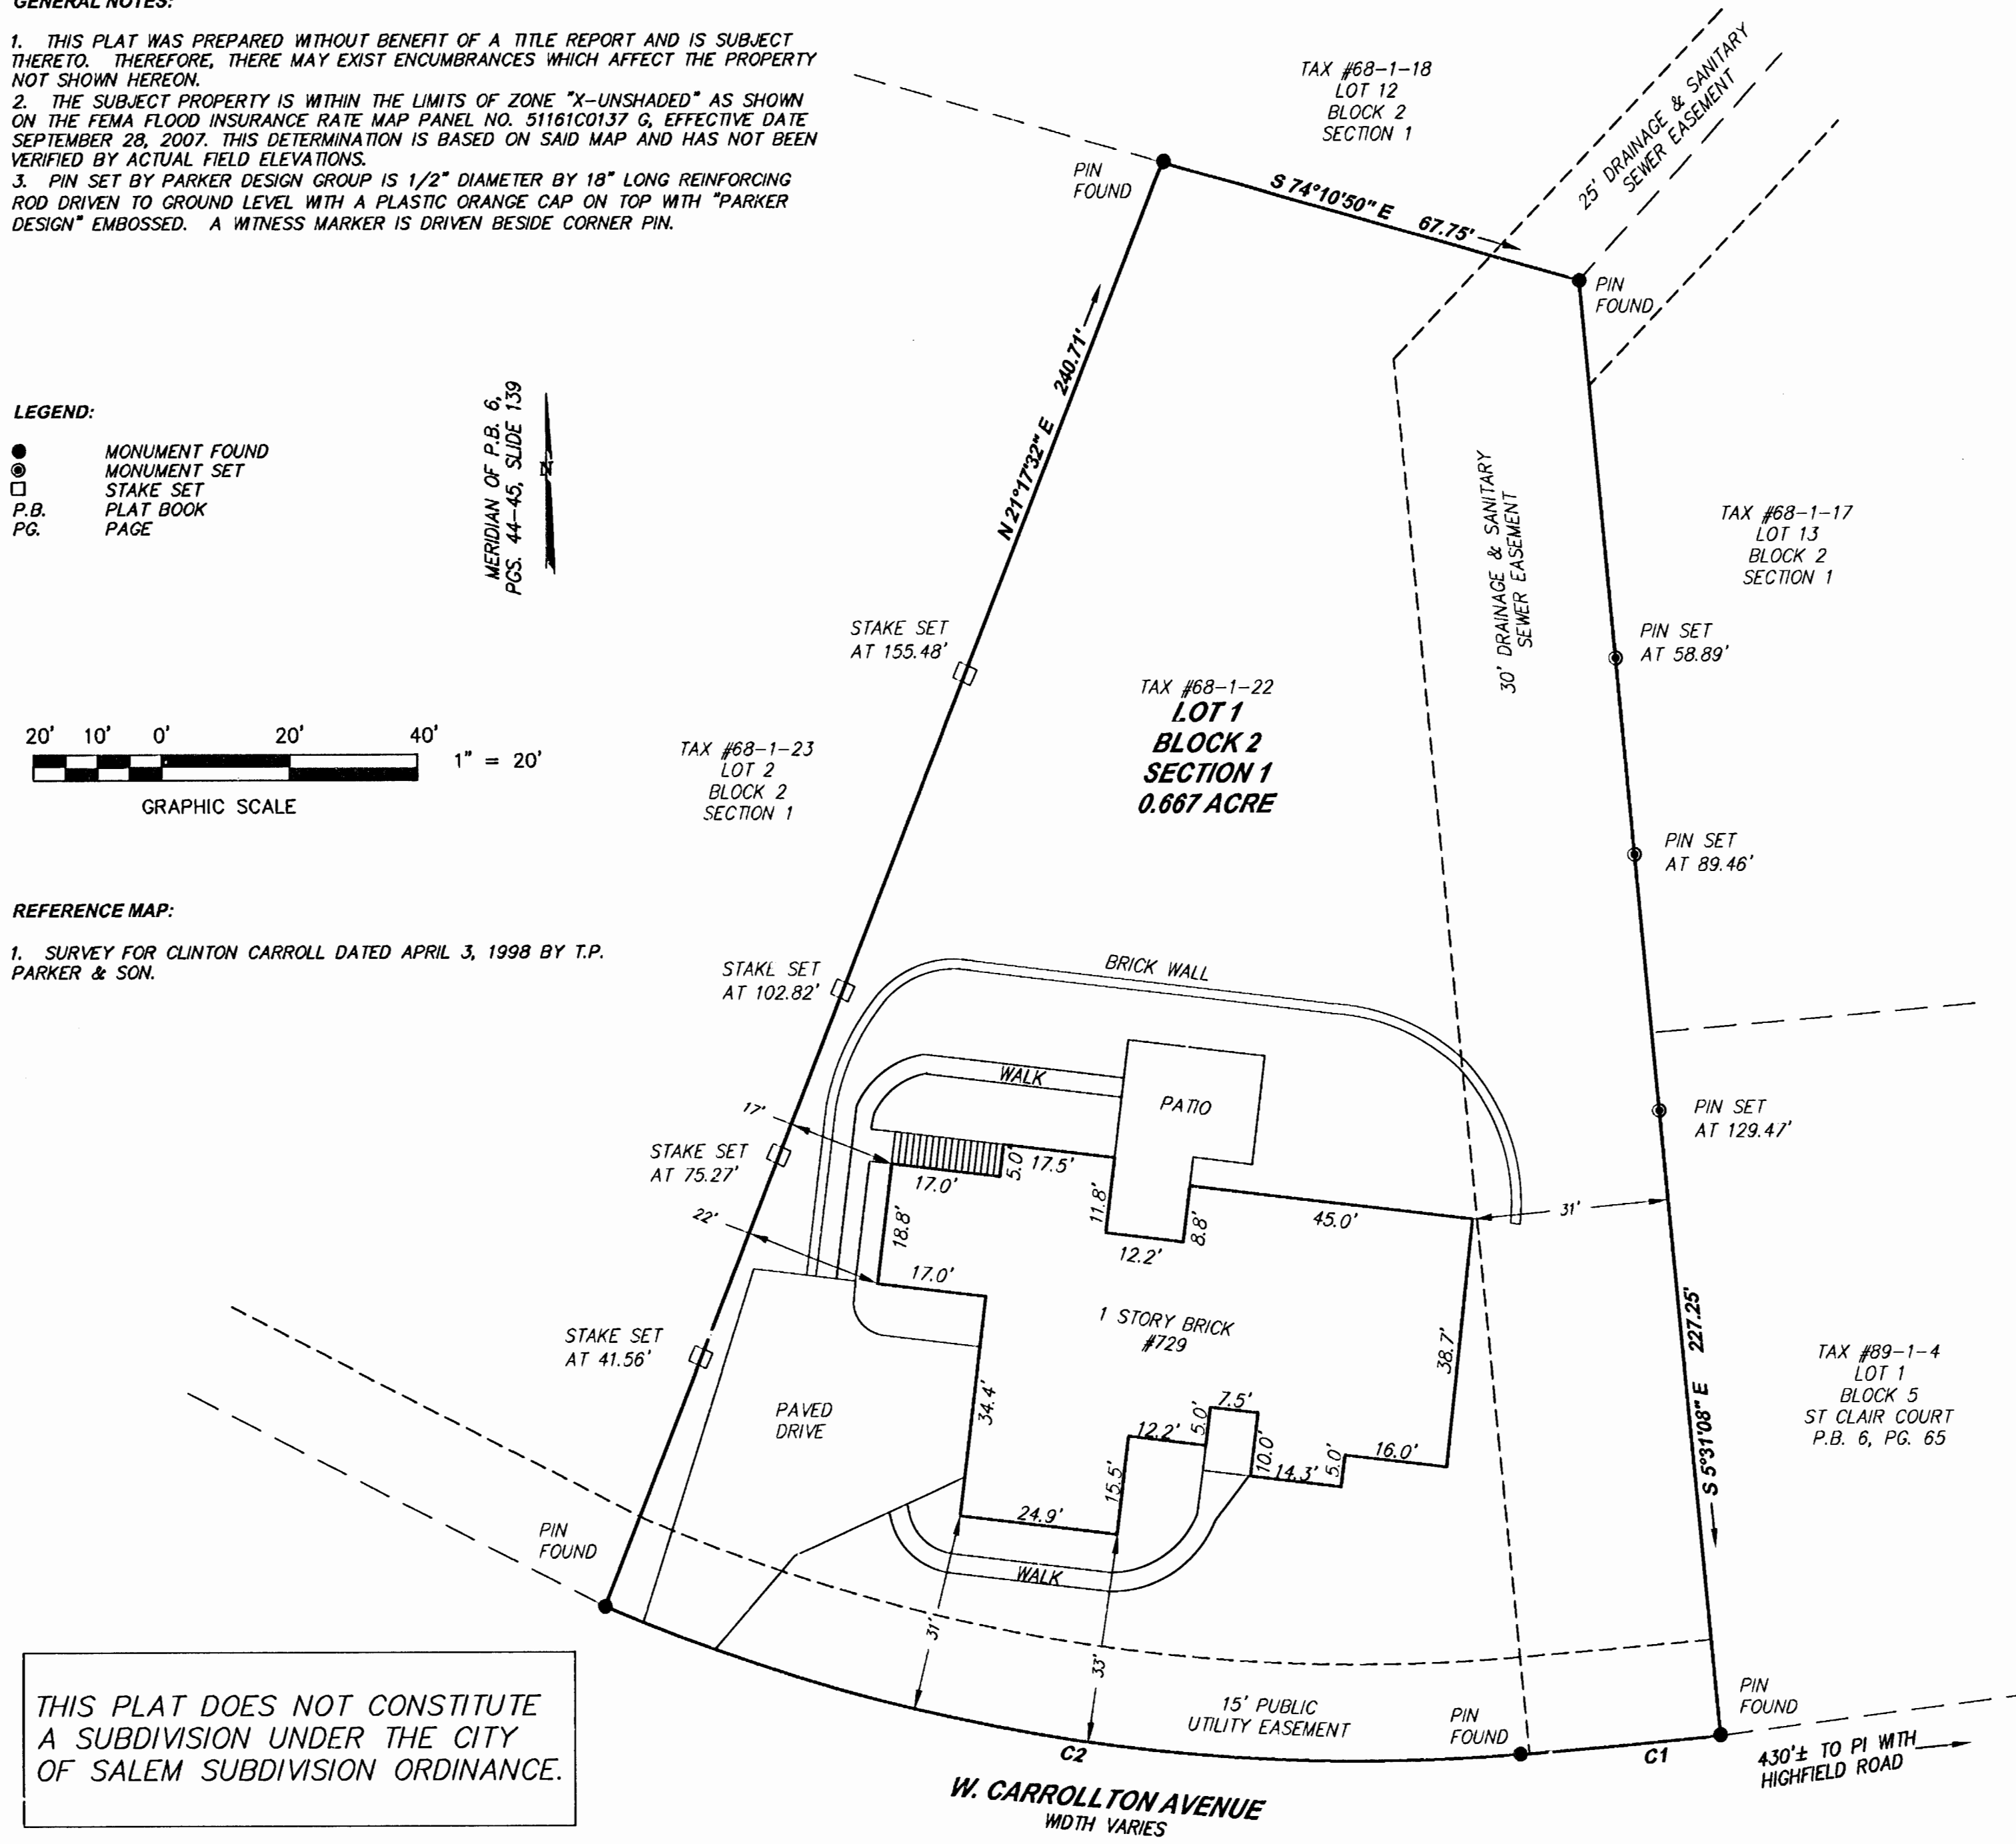 GENERAL NOTES:
1. THIS PLAT WAS PREPARED WITHOUT BENEFIT OF A TITLE REPORT AND IS SUBJECT
THERETO. THEREFORE, THERE MAY EXIST ENCUMBRANCES WHICH AFFECT THE PROPERTY
NOT SHOWN HEREON.
2. THE SUBJECT PROPERTY IS WITHIN THE LIMITS OF ZONE "X-UNSHADED" AS SHOWN
ON THE FEMA FLOOD INSURANCE RATE MAP PANEL NO. 51161C0137 G, EFFECTIVE DATE
SEPTEMBER 28, 2007. THIS DETERMINATION IS BASED ON SAID MAP AND HAS NOT BEEN
VERIFIED BY ACTUAL FIELD ELEVATIONS.
3. PIN SET BY PARKER DESIGN GROUP IS 1/2" DIAMETER BY 18" LONG REINFORCING
ROD DRIVEN TO GROUND LEVEL WITH A PLASTIC ORANGE CAP ON TOP WITH "PARKER
DESIGN" EMBOSSED. A WITNESS MARKER IS DRIVEN BESIDE CORNER PIN.
LEGEND:
MONUMENT FOUND
MONUMENT SET
STAKE SET
P.B. PLAT BOOK
PG. PAGE
MERIDIAN OF P.B. 6,
PGS. 44-45, SLIDE 139
N
20' 10' 0' 20' 40'
1" = 20'
GRAPHIC SCALE
REFERENCE MAP:
1. SURVEY FOR CLINTON CARROLL DATED APRIL 3, 1998 BY T.P.
PARKER & SON.
THIS PLAT DOES NOT CONSTITUTE
A SUBDIVISION UNDER THE CITY
OF SALEM SUBDIVISION ORDINANCE.
TAX #68-1-18
LOT 12
BLOCK 2
SECTION 1
25' DRAINAGE & SANITARY
SEWER EASEMENT
PIN
FOUND
S 74°10'50" E 67.75'
PIN
FOUND
N 21°17'32" E 240.71'
30' DRAINAGE & SANITARY
SEWER EASEMENT
TAX #68-1-17
LOT 13
BLOCK 2
SECTION 1
STAKE SET
AT 155.48'
PIN SET
AT 58.89'
TAX #68-1-22
LOT 1
BLOCK 2
SECTION 1
0.667 ACRE
TAX #68-1-23
LOT 2
BLOCK 2
SECTION 1
PIN SET
AT 89.46'
STAKE SET
AT 102.82'
BRICK WALL
WALK
PATIO
PIN SET
AT 129.47'
17'
STAKE SET
AT 75.27'
17.0'
5.0'
17.5'
11.8'
12.2'
8.8'
45.0'
31'
22'
18.8'
17.0'
1 STORY BRICK
#729
38.7'
STAKE SET
AT 41.56'
PAVED
DRIVE
34.4'
7.5'
5.0'
12.2'
10.0'
14.3'
5.0'
16.0'
15.5'
24.9'
WALK
S 5°31'08" E 227.25'
TAX #89-1-4
LOT 1
BLOCK 5
ST CLAIR COURT
P.B. 6, PG. 65
PIN
FOUND
31'
33'
15' PUBLIC
UTILITY EASEMENT
PIN
FOUND
PIN
FOUND
C2
C1
430'± TO PI WITH
HIGHFIELD ROAD
W. CARROLLTON AVENUE
WIDTH VARIES